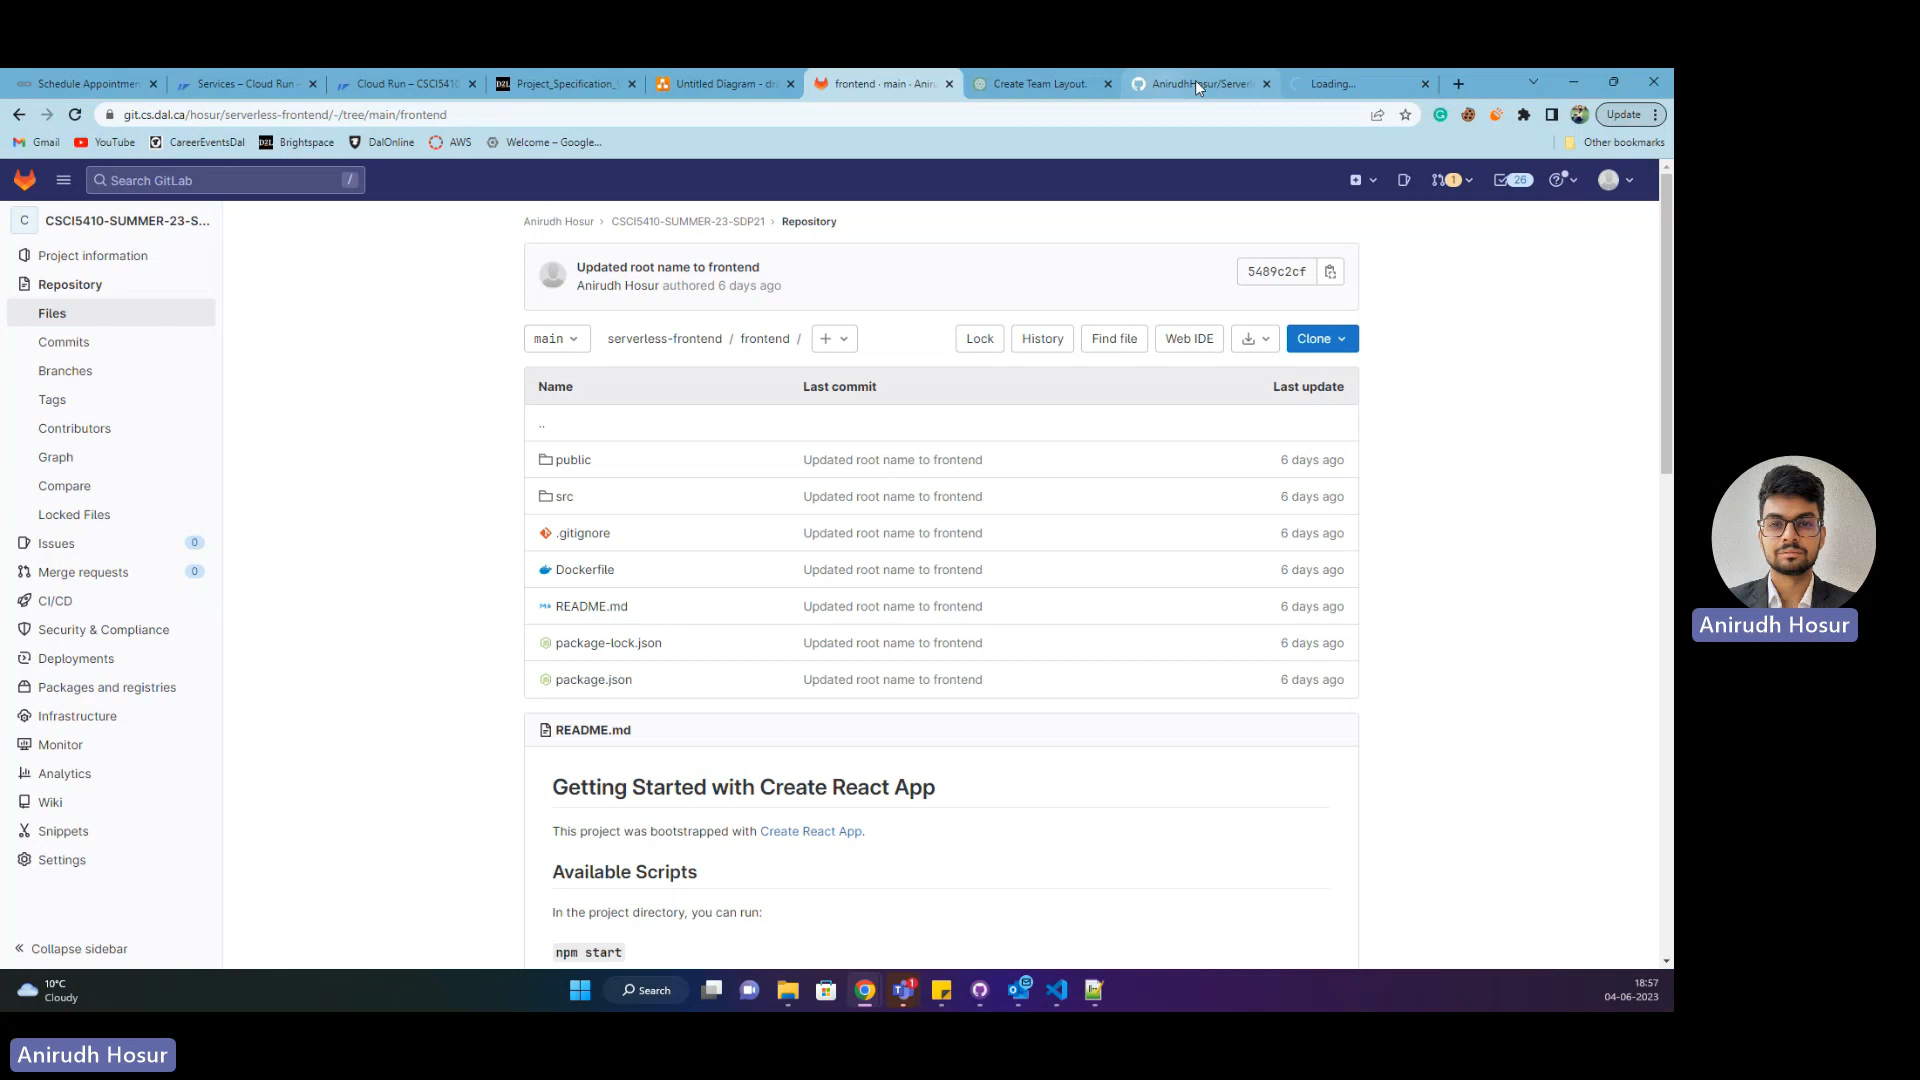 Schedule Appointmen
Services – Cloud Run –
Cloud Run – CSCI5410
D2L Project_Specification_
Untitled Diagram - dra
frontend · main · Aniru
Create Team Layout.
AnirudhHosur/Serverl
Loading...
git.cs.dal.ca/hosur/serverless-frontend/-/tree/main/frontend
Update
Gmail
YouTube
CareerEventsDal
D2L Brightspace
DalOnline
AWS
Welcome – Google...
Other bookmarks
Search GitLab /
1
26
C CSCI5410-SUMMER-23-S...
Project information
Repository
Files
Commits
Branches
Tags
Contributors
Graph
Compare
Locked Files
Issues 0
Merge requests 0
CI/CD
Security & Compliance
Deployments
Packages and registries
Infrastructure
Monitor
Analytics
Wiki
Snippets
Settings
Collapse sidebar
Anirudh Hosur › CSCI5410-SUMMER-23-SDP21 › Repository
Updated root name to frontend
Anirudh Hosur authored 6 days ago
5489c2cf
main serverless-frontend / frontend / + Lock History Find file Web IDE Clone
Name Last commit Last update
..
public Updated root name to frontend 6 days ago
src Updated root name to frontend 6 days ago
.gitignore Updated root name to frontend 6 days ago
Dockerfile Updated root name to frontend 6 days ago
README.md Updated root name to frontend 6 days ago
package-lock.json Updated root name to frontend 6 days ago
package.json Updated root name to frontend 6 days ago
README.md
Getting Started with Create React App
This project was bootstrapped with Create React App.
Available Scripts
In the project directory, you can run:
npm start
10°C
Cloudy
Search
1
18:57
04-06-2023
Anirudh Hosur
Anirudh Hosur